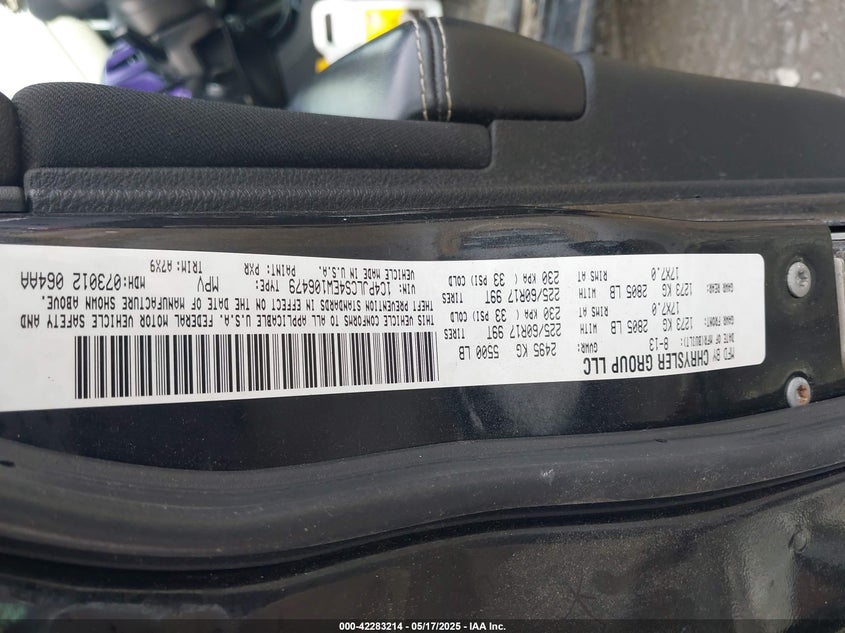 MFD BY CHRYSLER GROUP LLC
DATE OF MFR(BUILT): 8-13 GVWR: 2495 KG 5500 LB
GAWR FRONT: 1273 KG 2805 LB WITH 225/60R17 99T TIRES
17X7.0 RIMS AT 230 KPA ( 33 PSI) COLD
GAWR REAR: 1273 KG 2805 LB WITH 225/60R17 99T TIRES
17X7.0 RIMS AT 230 KPA ( 33 PSI) COLD
THIS VEHICLE CONFORMS TO ALL APPLICABLE U.S.A. FEDERAL MOTOR VEHICLE SAFETY AND
THEFT PREVENTION STANDARDS IN EFFECT ON THE DATE OF MANUFACTURE SHOWN ABOVE.
VIN: 1C4PJLCS4EW106479 TYPE: MPV MDH:073012 064AA
VEHICLE MADE IN U.S.A. PAINT: PXR TRIM: A7X9
000-42283214 - 05/17/2025 - IAA Inc.